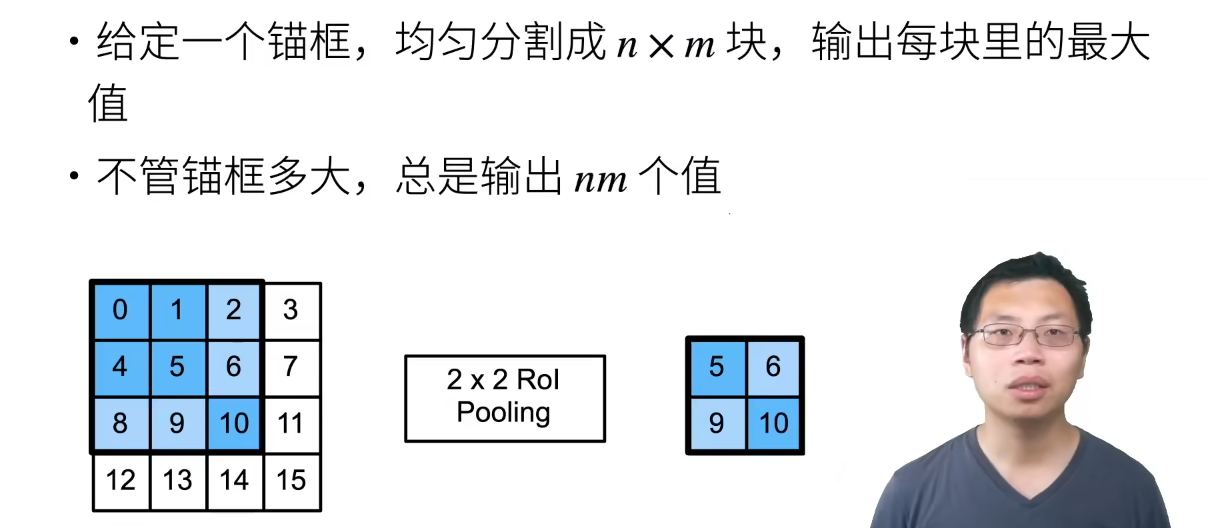 • 给定一个锚框，均匀分割成 n × m 块，输出每块里的最大
值
• 不管锚框多大，总是输出 nm 个值
0 1 2 3
4 5 6 7
8 9 10 11
12 13 14 15
2 x 2 RoI
Pooling
5 6
9 10